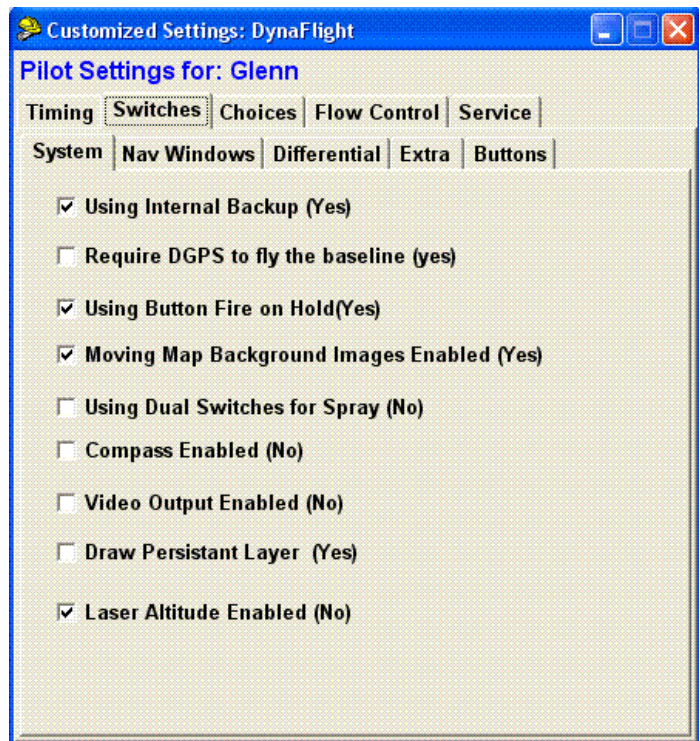 Customized Settings: DynaFlight
Pilot Settings for: Glenn
Timing Switches Choices Flow Control Service
System Nav Windows Differential Extra Buttons
Using Internal Backup (Yes)
Require DGPS to fly the baseline (yes)
Using Button Fire on Hold(Yes)
Moving Map Background Images Enabled (Yes)
Using Dual Switches for Spray (No)
Compass Enabled (No)
Video Output Enabled (No)
Draw Persistant Layer (Yes)
Laser Altitude Enabled (No)